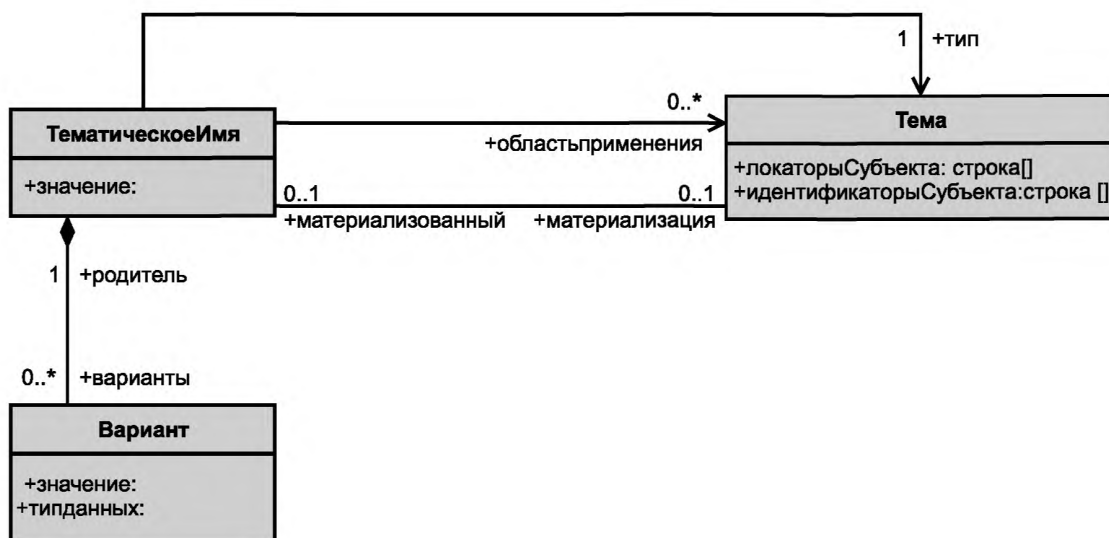 1 +тип
ТематическоеИмя
+значение:
0..*
+областьприменения
Тема
+локаторыСубъекта: строка[]
+идентификаторыСубъекта:строка []
0..1
+материализованный
0..1
+материализация
1 +родитель
0..* +варианты
Вариант
+значение:
+типданных: